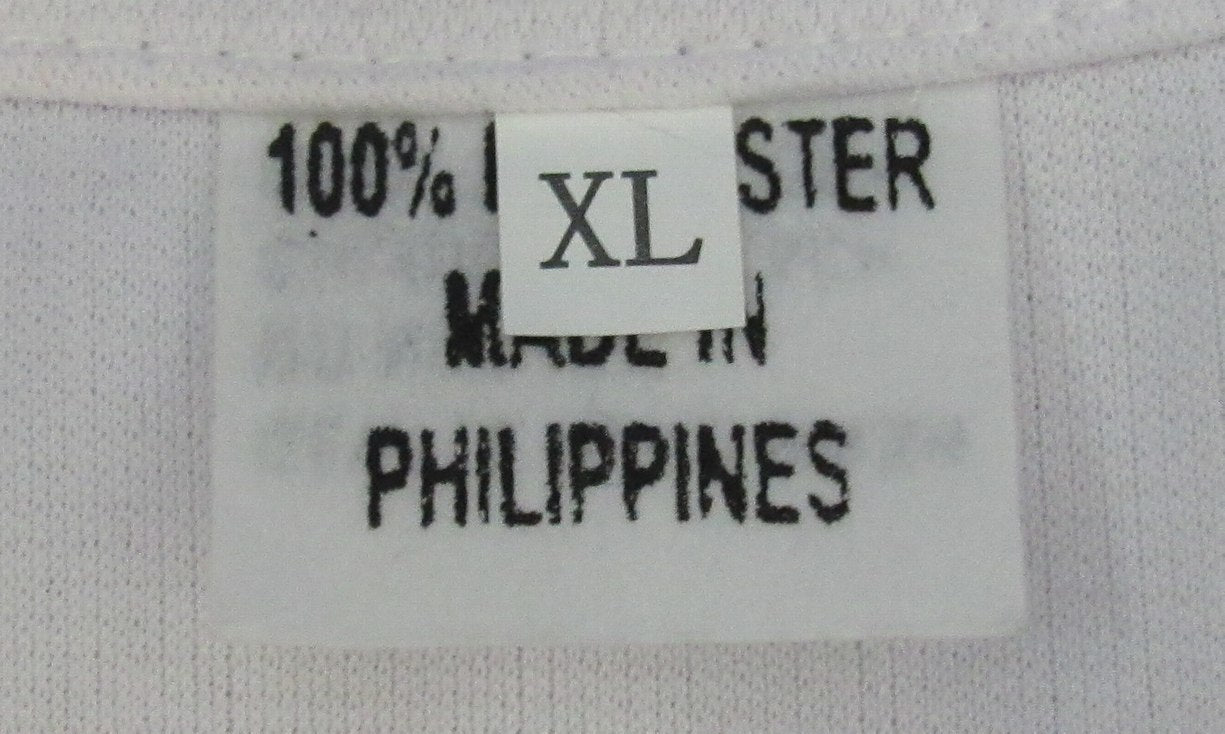 100% STER
XL
MADE IN
PHILIPPINES